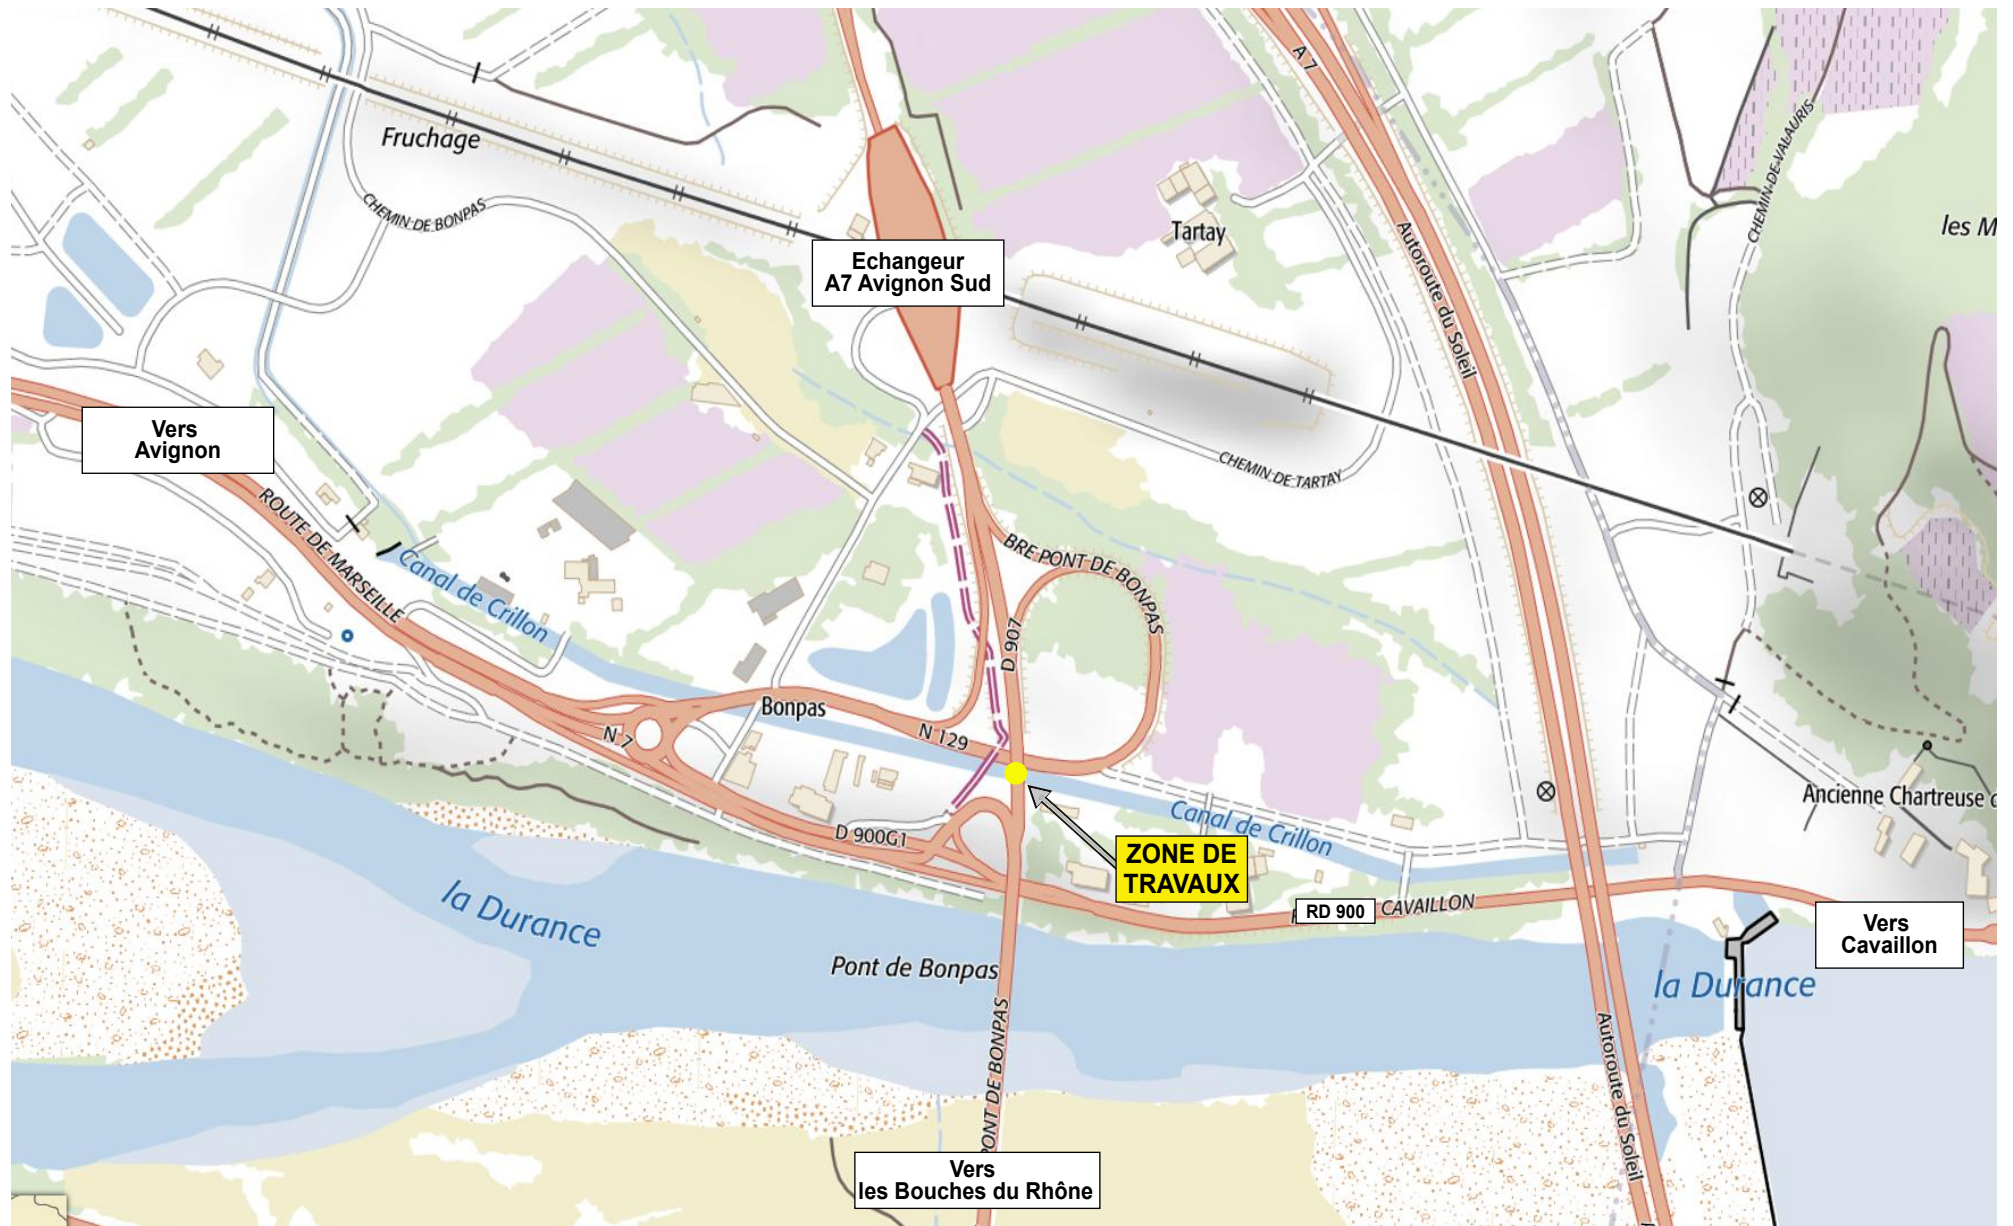 A 7
Fruchage
CHEMIN DE BONPAS
CHEMIN-DE-VALAURIS
les M
Tartay
Echangeur
A7 Avignon Sud
Autoroute du Soleil
Vers
Avignon
ROUTE DE MARSEILLE
CHEMIN DE TARTAY
BRE PONT DE BONPAS
Canal de Crillon
D 907
Bonpas
N 7
N 129
Ancienne Chartreuse d
Canal de Crillon
D 900G1
ZONE DE
TRAVAUX
la Durance
RD 900
CAVAILLON
Vers
Cavaillon
Pont de Bonpas
la Durance
PONT DE BONPAS
Autoroute du Soleil
Vers
les Bouches du Rhône